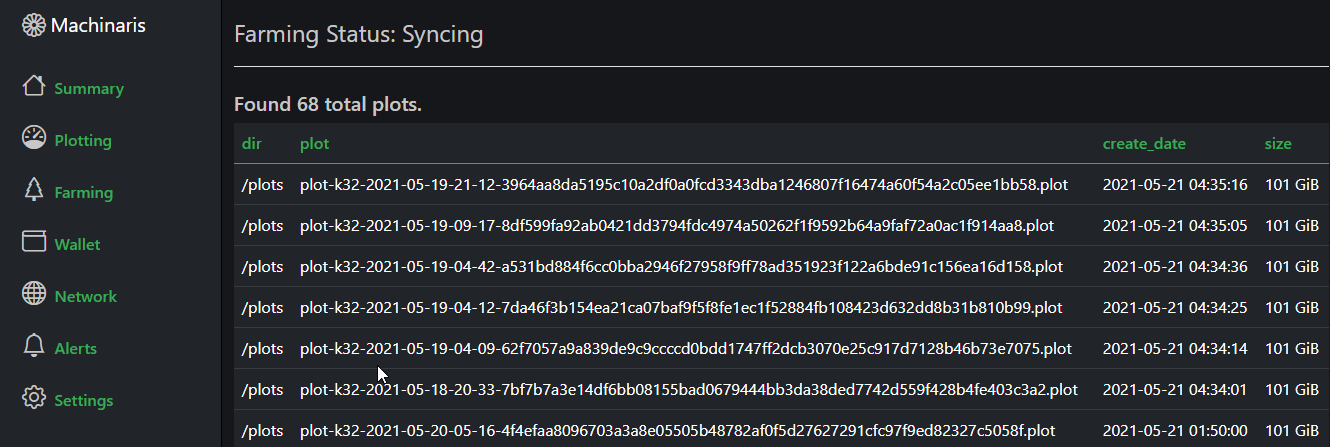 Machinaris
Summary
Plotting
Farming
Wallet
Network
Alerts
Settings
Farming Status: Syncing
Found 68 total plots.
dir plot create_date size
/plots plot-k32-2021-05-19-21-12-3964aa8da5195c10a2df0a0fcd3343dba1246807f16474a60f54a2c05ee1bb58.plot 2021-05-21 04:35:16 101 GiB
/plots plot-k32-2021-05-19-09-17-8df599fa92ab0421dd3794fdc4974a50262f1f9592b64a9faf72a0ac1f914aa8.plot 2021-05-21 04:35:05 101 GiB
/plots plot-k32-2021-05-19-04-42-a531bd884f6cc0bba2946f27958f9ff78ad351923f122a6bde91c156ea16d158.plot 2021-05-21 04:34:36 101 GiB
/plots plot-k32-2021-05-19-04-12-7da46f3b154ea21ca07baf9f5f8fe1ec1f52884fb108423d632dd8b31b810b99.plot 2021-05-21 04:34:25 101 GiB
/plots plot-k32-2021-05-19-04-09-62f7057a9a839de9c9ccccd0bdd1747ff2dcb3070e25c917d7128b46b73e7075.plot 2021-05-21 04:34:14 101 GiB
/plots plot-k32-2021-05-18-20-33-7bf7b7a3e14df6bb08155bad0679444bb3da38ded7742d559f428b4fe403c3a2.plot 2021-05-21 04:34:01 101 GiB
/plots plot-k32-2021-05-20-05-16-4f4efaa8096703a3a8e05505b48782af0f5d27627291cfc97f9ed82327c5058f.plot 2021-05-21 01:50:00 101 GiB